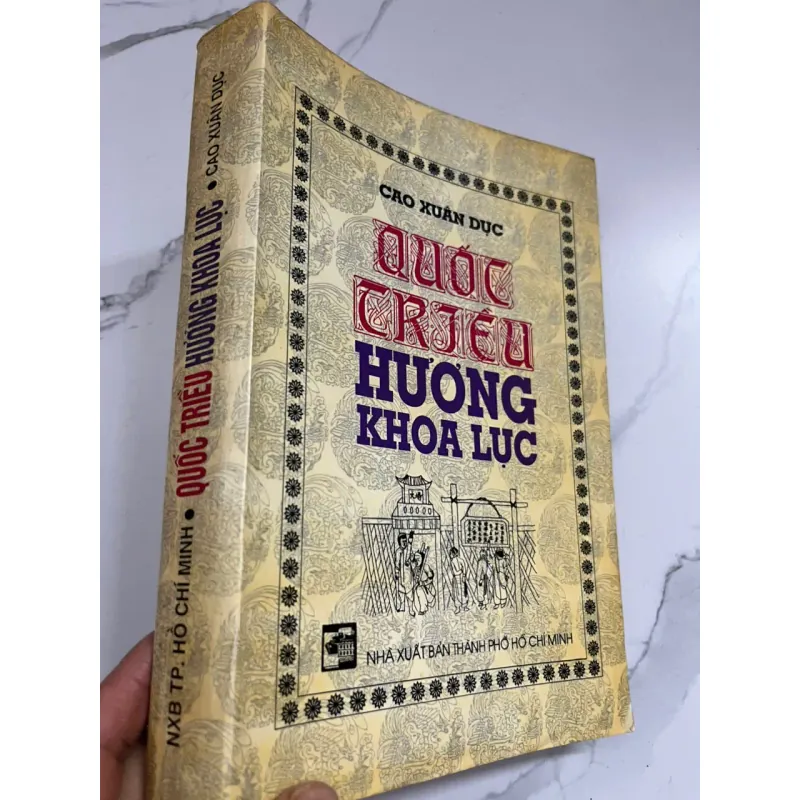 CAO XUÂN DỤC
QUỐC
TRIỀU
HƯƠNG
KHOA LỤC
NHÀ XUẤT BẢN THÀNH PHỐ HỒ CHÍ MINH
NXB TP. HỒ CHÍ MINH • QUỐC TRIỀU HƯƠNG KHOA LỤC • CAO XUÂN DỤC